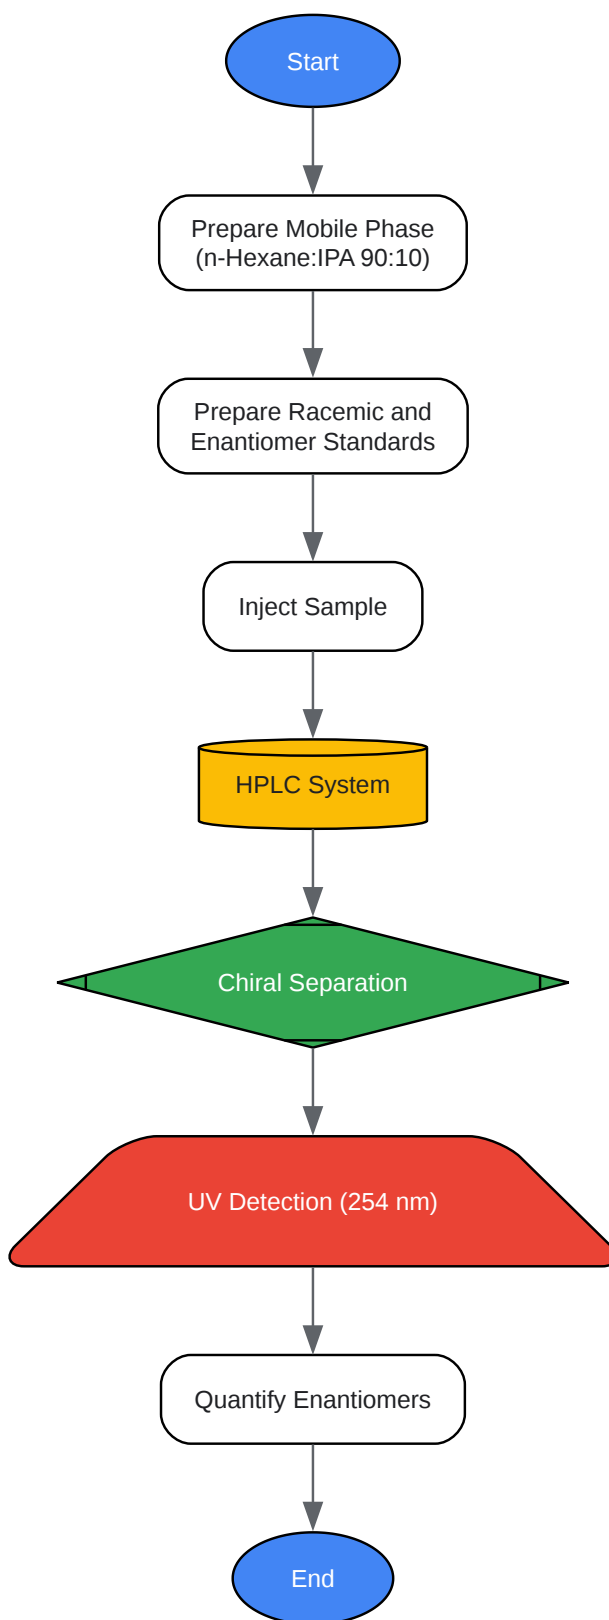 Start
Prepare Mobile Phase
(n-Hexane:IPA 90:10)
Prepare Racemic and
Enantiomer Standards
Inject Sample
HPLC System
Chiral Separation
UV Detection (254 nm)
Quantify Enantiomers
End